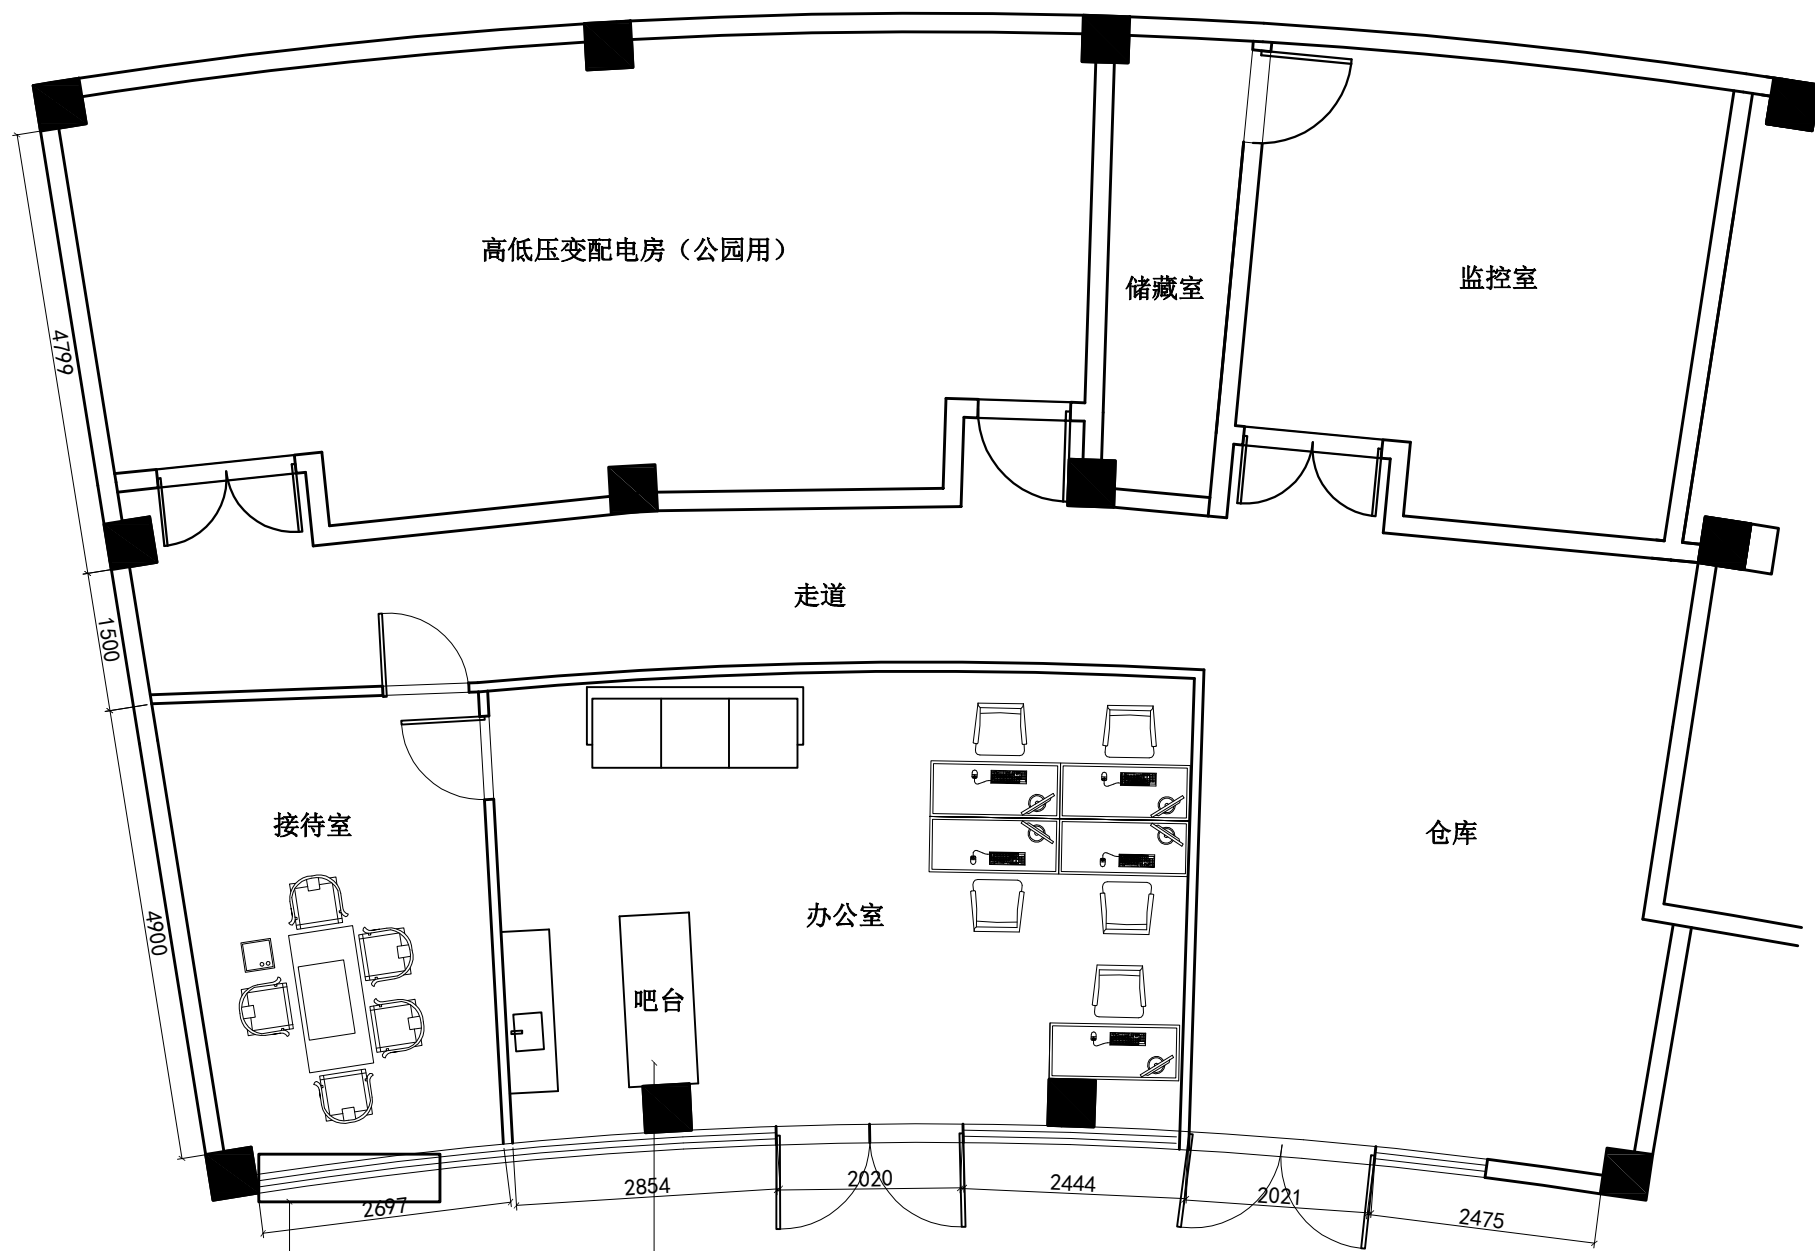 高低压变配电房（公园用）
储藏室
监控室
4799
走道
1500
接待室
仓库
办公室
4900
吧台
2697
2854
2020
2444
2021
2475